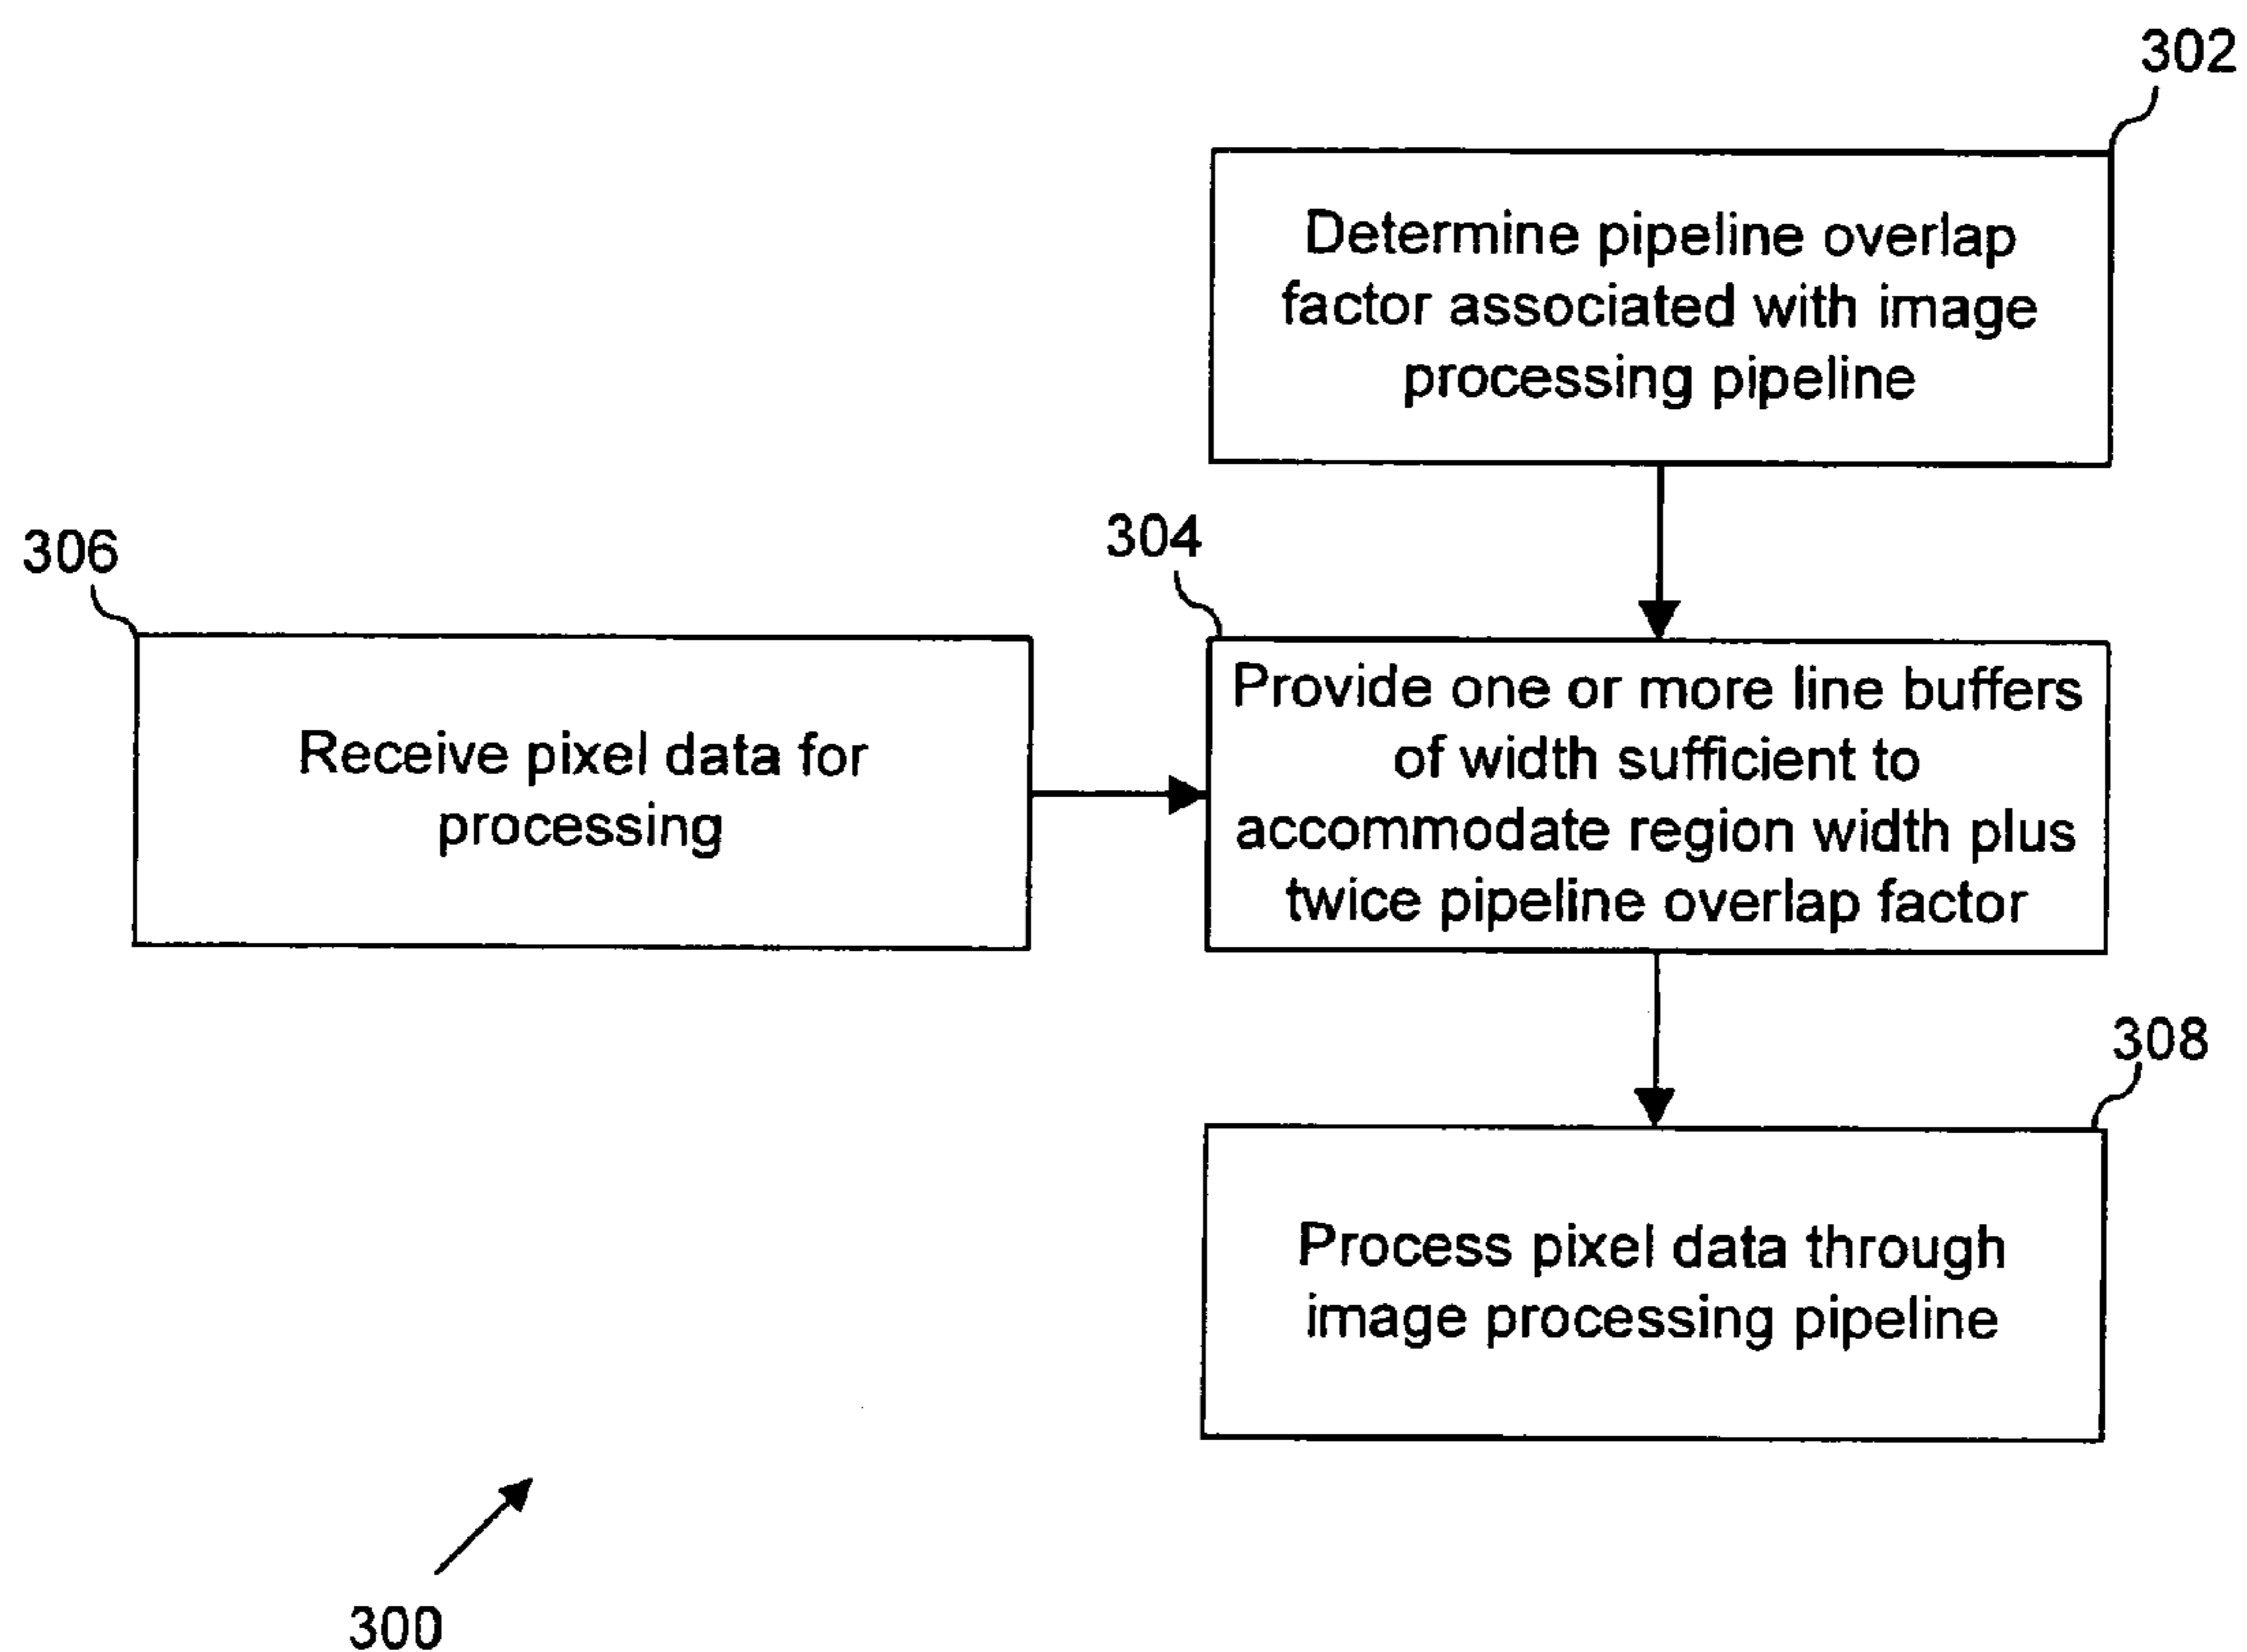 302
Determine pipeline overlap
factor associated with image
processing pipeline
306
304
Receive pixel data for
processing
Provide one or more line buffers
of width sufficient to
accommodate region width plus
twice pipeline overlap factor
308
Process pixel data through
image processing pipeline
300